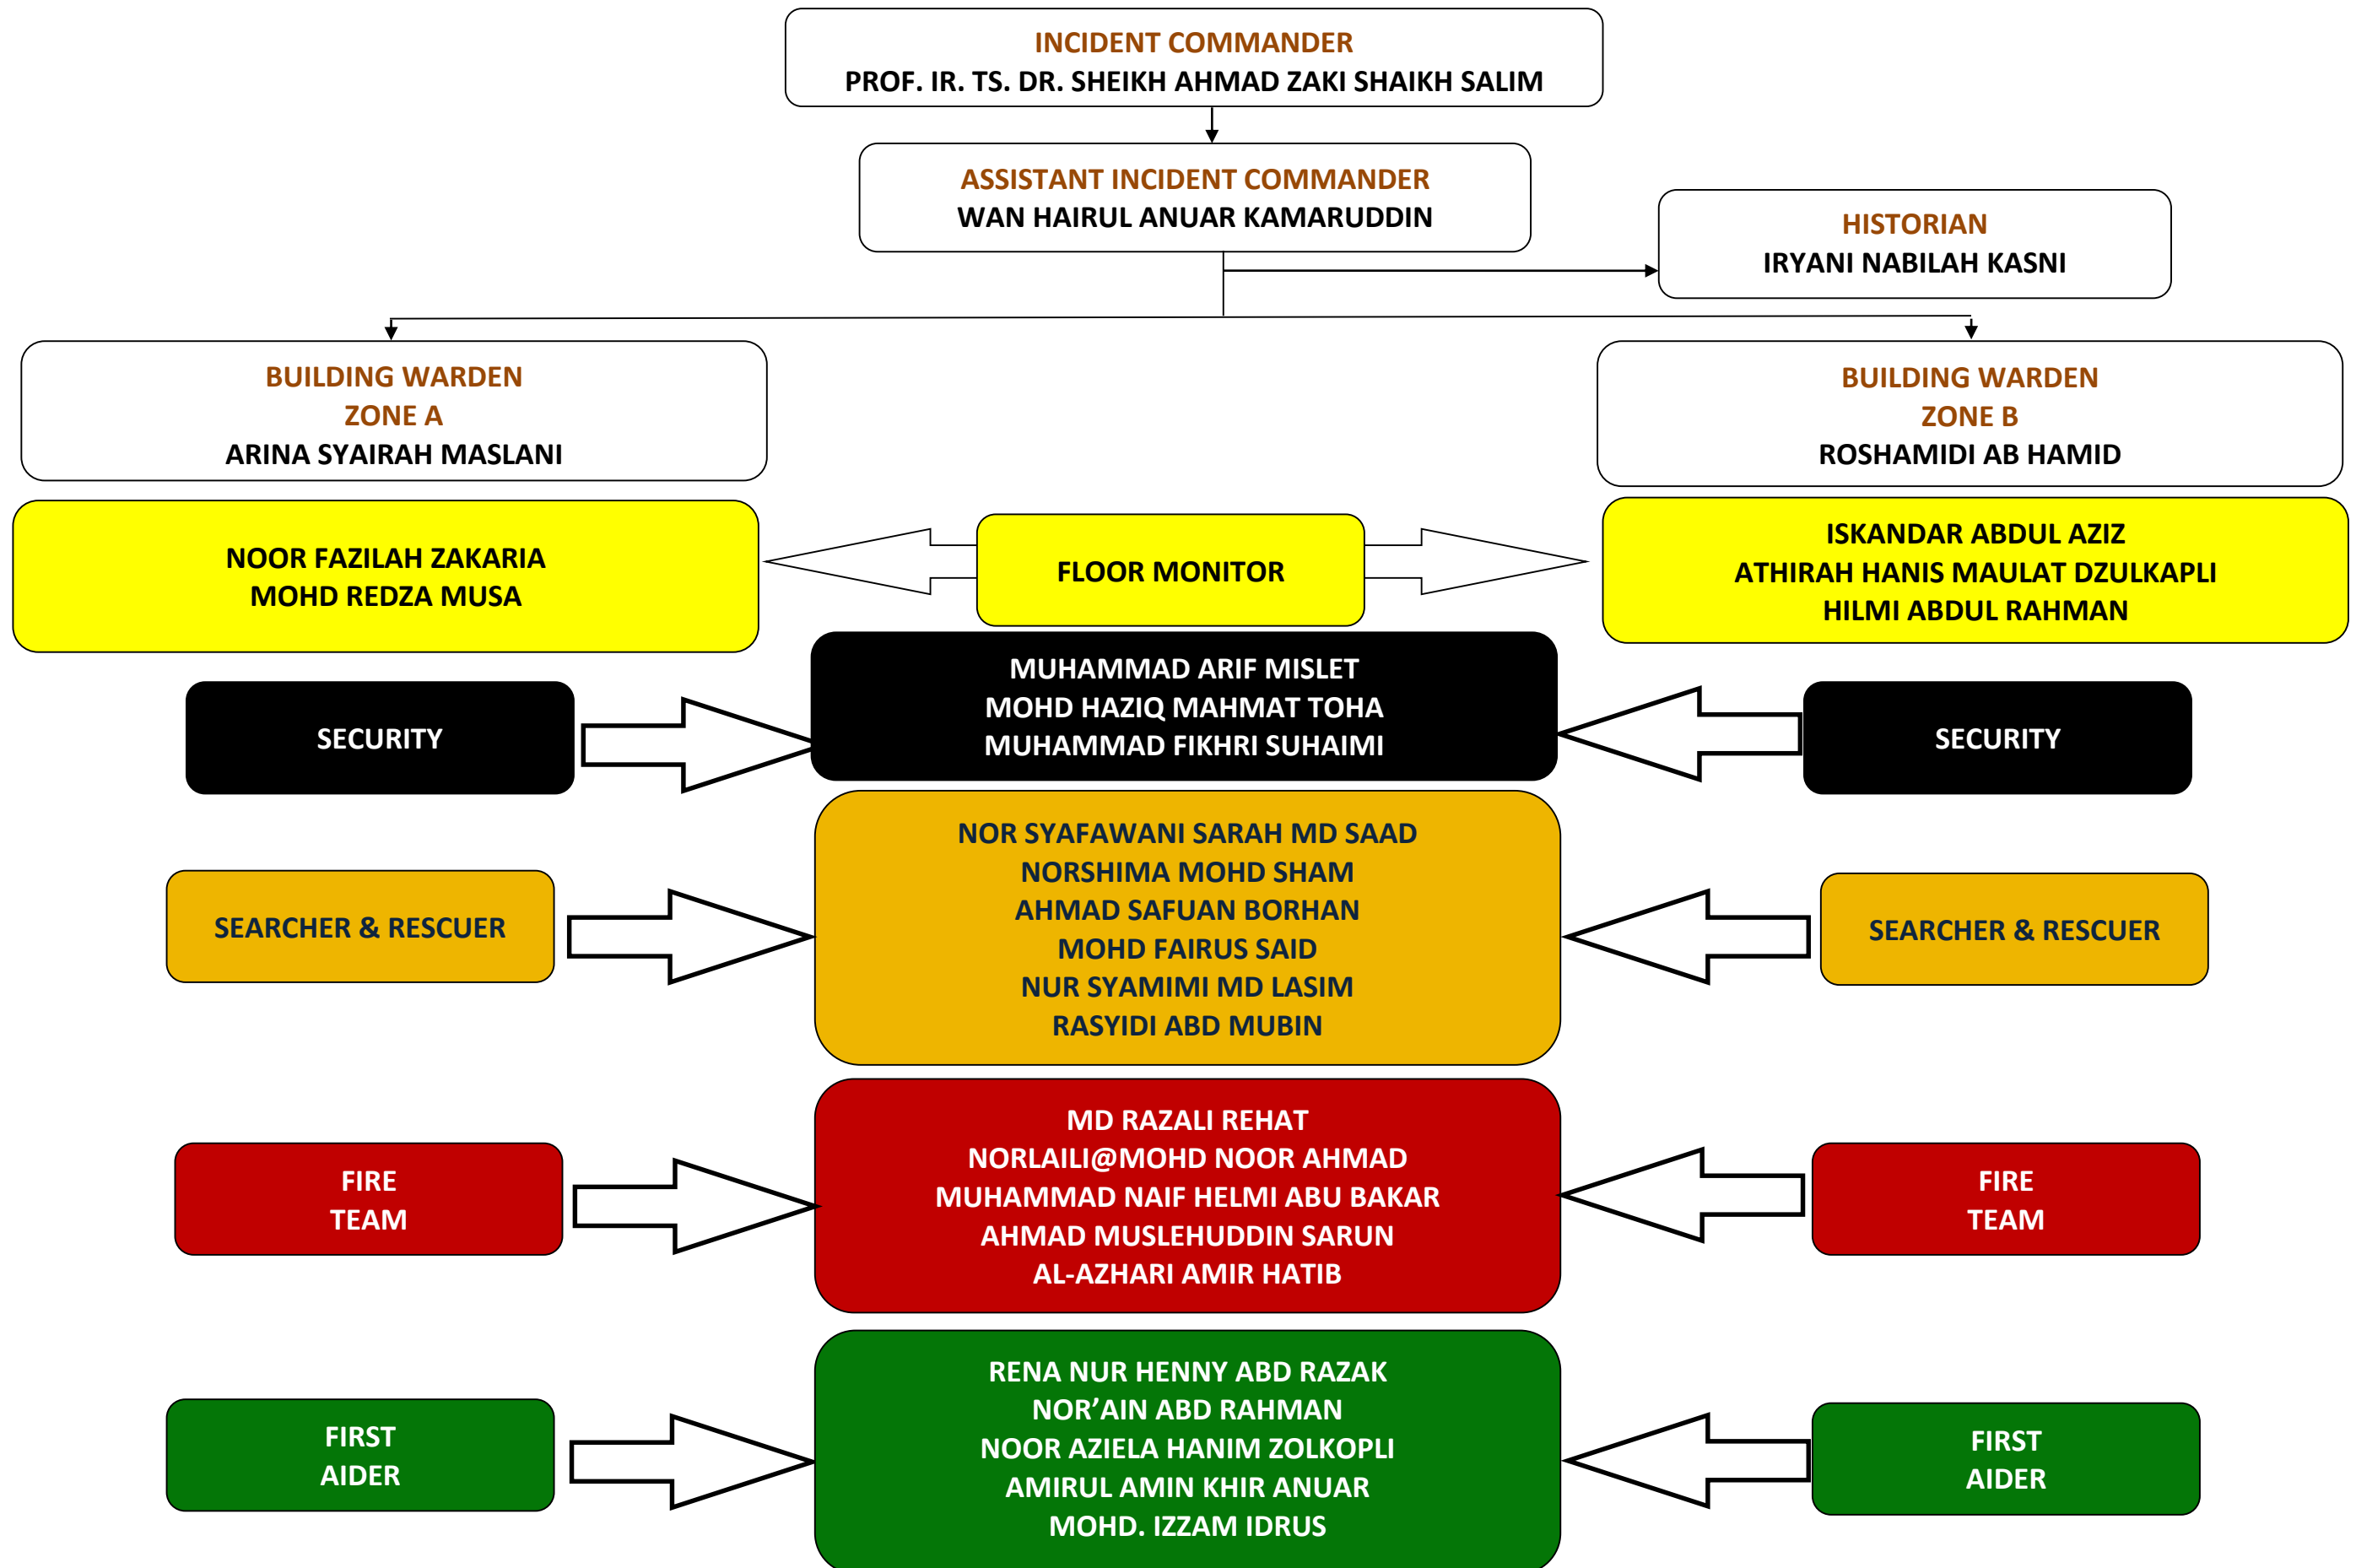 INCIDENT COMMANDER
PROF. IR. TS. DR. SHEIKH AHMAD ZAKI SHAIKH SALIM
ASSISTANT INCIDENT COMMANDER
WAN HAIRUL ANUAR KAMARUDDIN
HISTORIAN
IRYANI NABILAH KASNI
BUILDING WARDEN
ZONE A
ARINA SYAIRAH MASLANI
BUILDING WARDEN
ZONE B
ROSHAMIDI AB HAMID
NOOR FAZILAH ZAKARIA
MOHD REDZA MUSA
FLOOR MONITOR
ISKANDAR ABDUL AZIZ
ATHIRAH HANIS MAULAT DZULKAPLI
HILMI ABDUL RAHMAN
SECURITY
MUHAMMAD ARIF MISLET
MOHD HAZIQ MAHMAT TOHA
MUHAMMAD FIKHRI SUHAIMI
SECURITY
SEARCHER & RESCUER
NOR SYAFAWANI SARAH MD SAAD
NORSHIMA MOHD SHAM
AHMAD SAFUAN BORHAN
MOHD FAIRUS SAID
NUR SYAMIMI MD LASIM
RASYIDI ABD MUBIN
SEARCHER & RESCUER
FIRE
TEAM
MD RAZALI REHAT
NORLAILI@MOHD NOOR AHMAD
MUHAMMAD NAIF HELMI ABU BAKAR
AHMAD MUSLEHUDDIN SARUN
AL-AZHARI AMIR HATIB
FIRE
TEAM
FIRST
AIDER
RENA NUR HENNY ABD RAZAK
NOR’AIN ABD RAHMAN
NOOR AZIELA HANIM ZOLKOPLI
AMIRUL AMIN KHIR ANUAR
MOHD. IZZAM IDRUS
FIRST
AIDER